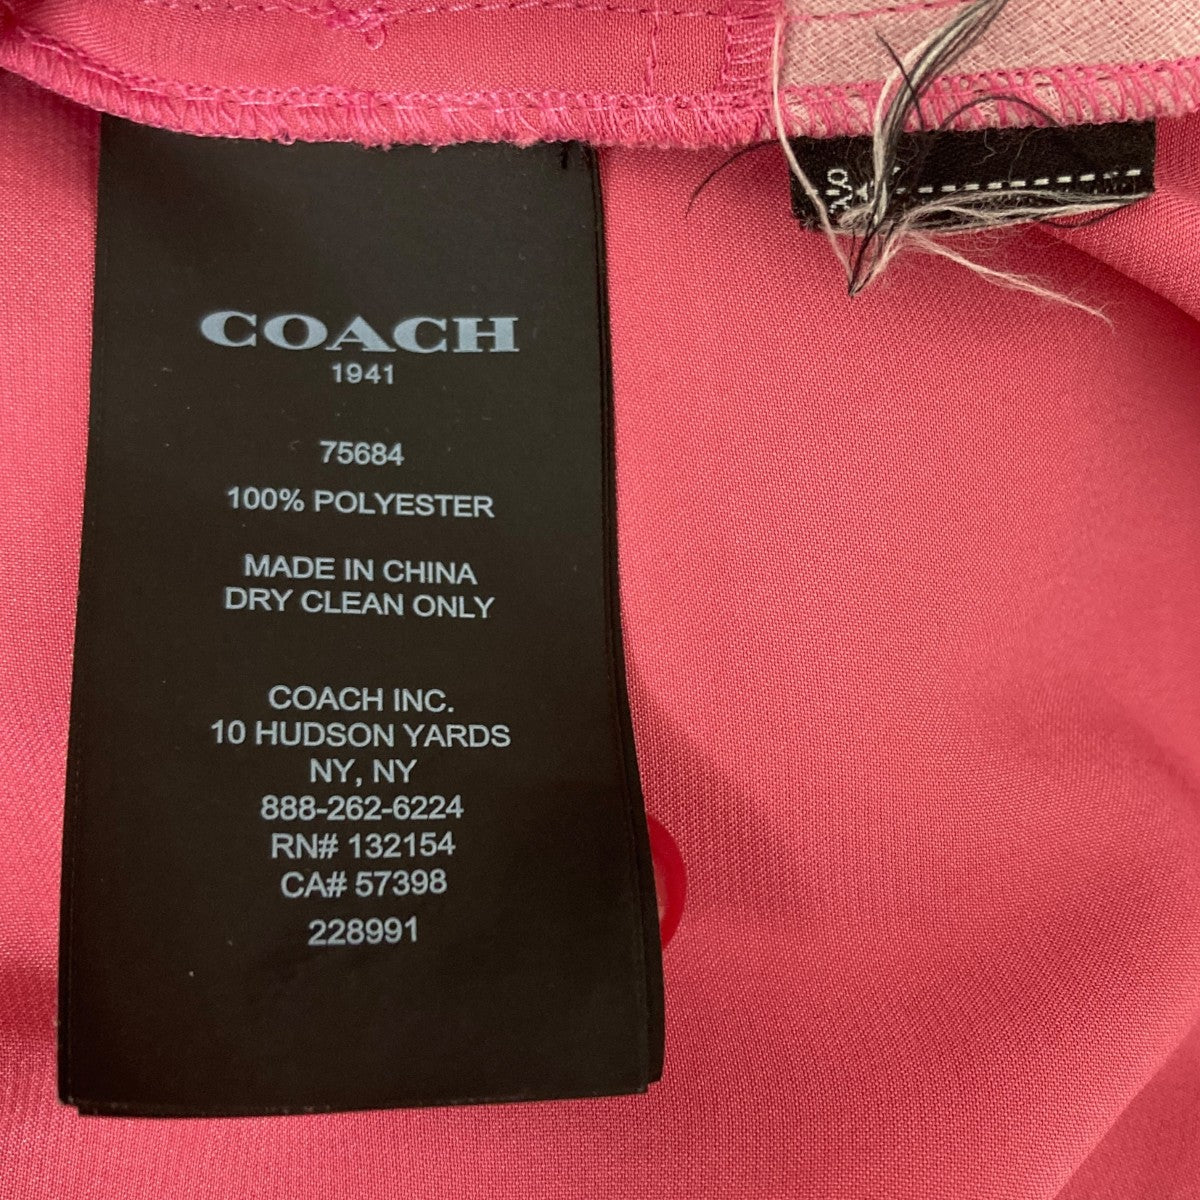 COACH
1941
75684
100% POLYESTER
MADE IN CHINA
DRY CLEAN ONLY
COACH INC.
10 HUDSON YARDS
NY, NY
888-262-6224
RN# 132154
CA# 57398
228991